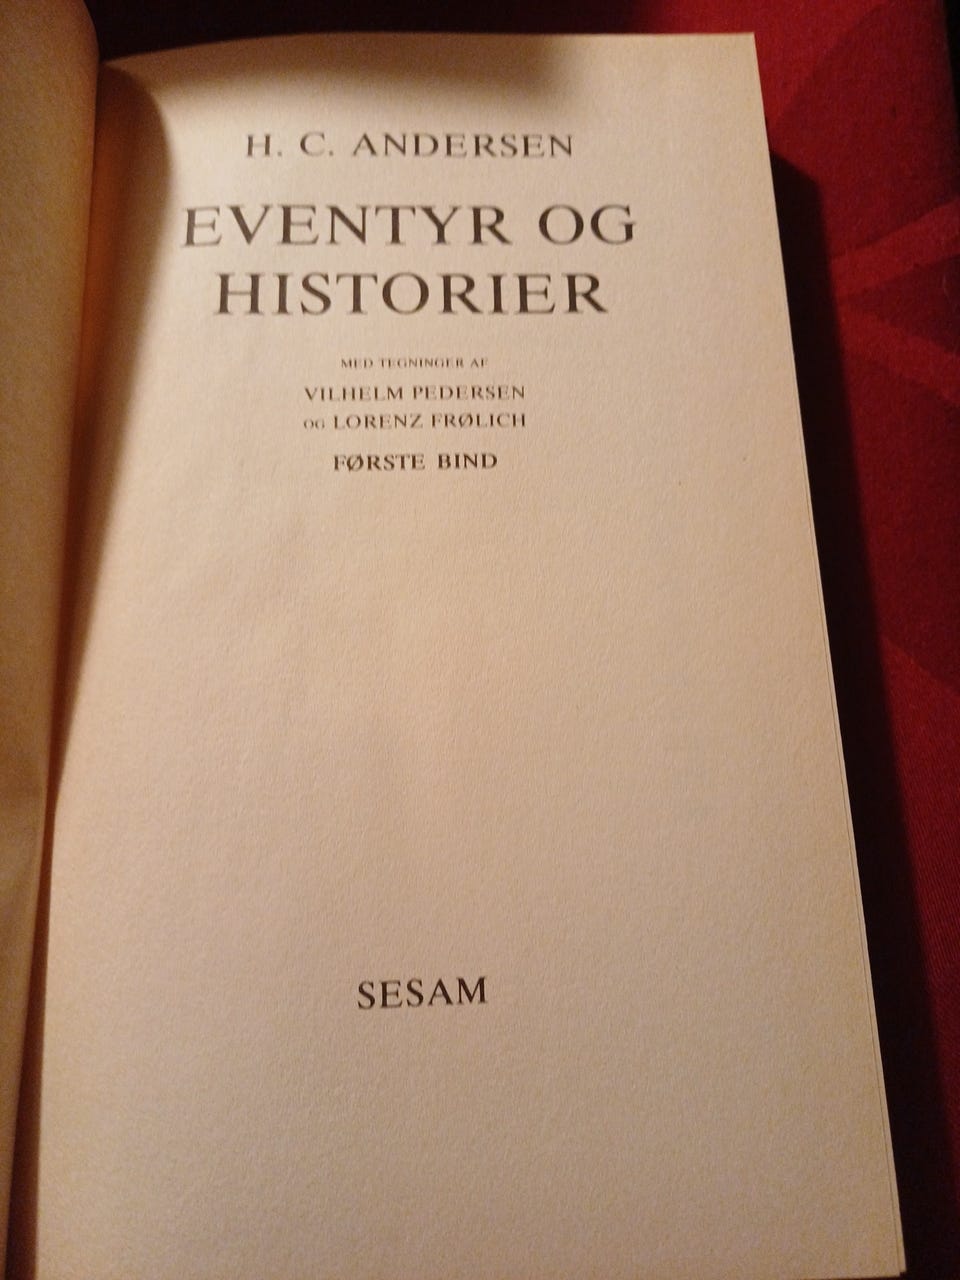 H. C. ANDERSEN
EVENTYR OG
HISTORIER
MED TEGNINGER AF
VILHELM PEDERSEN
OG LORENZ FRØLICH
FØRSTE BIND
SESAM